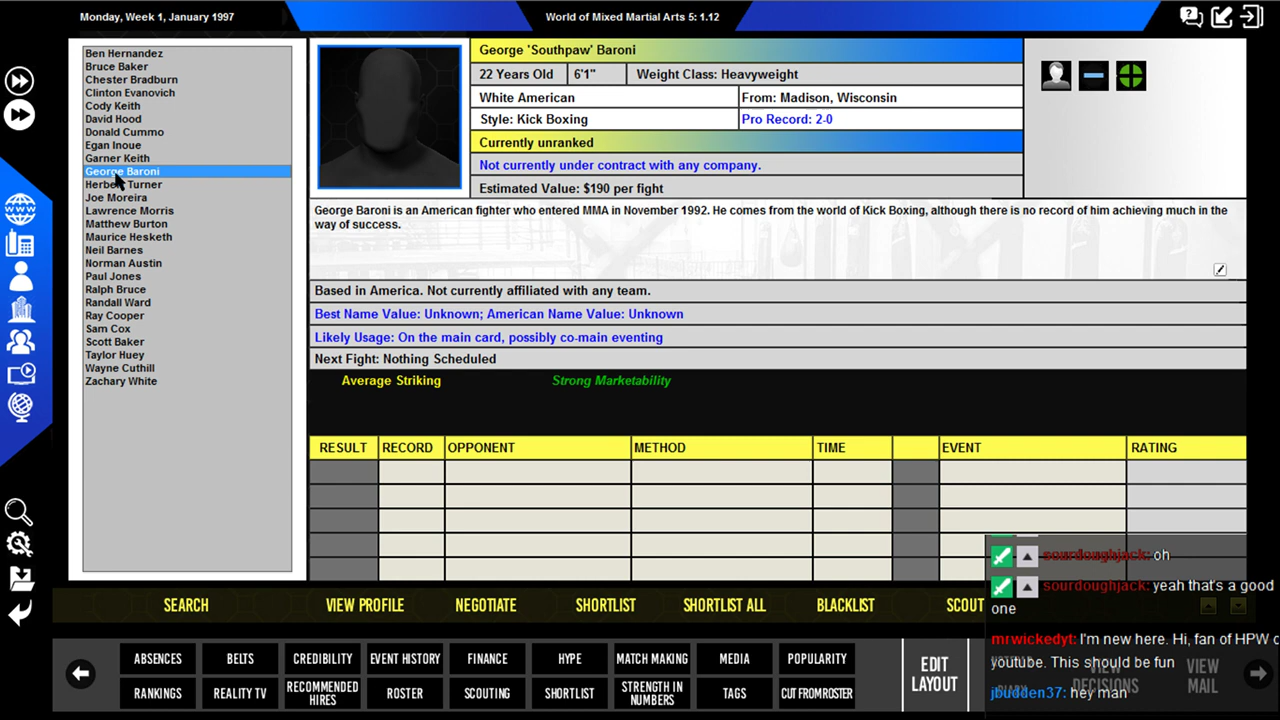 Monday, Week 1, January 1997
World of Mixed Martial Arts 5: 1.12
Ben Hernandez
Bruce Baker
Chester Bradburn
Clinton Evanovich
Cody Keith
David Hood
Donald Cummo
Egan Inoue
Garner Keith
George Baroni
Herbert Turner
Joe Moreira
Lawrence Morris
Matthew Burton
Maurice Hesketh
Neil Barnes
Norman Austin
Paul Jones
Ralph Bruce
Randall Ward
Ray Cooper
Sam Cox
Scott Baker
Taylor Huey
Wayne Cuthill
Zachary White
George 'Southpaw' Baroni
22 Years Old
6'1"
Weight Class: Heavyweight
White American
From: Madison, Wisconsin
Style: Kick Boxing
Pro Record: 2-0
Currently unranked
Not currently under contract with any company.
Estimated Value: $190 per fight
George Baroni is an American fighter who entered MMA in November 1992. He comes from the world of Kick Boxing, although there is no record of him achieving much in the
way of success.
Based in America. Not currently affiliated with any team.
Best Name Value: Unknown; American Name Value: Unknown
Likely Usage: On the main card, possibly co-main eventing
Next Fight: Nothing Scheduled
Average Striking
Strong Marketability
RESULT
RECORD
OPPONENT
METHOD
TIME
EVENT
RATING
sourdoughjack: oh
sourdoughjack: yeah that's a good
one
mrwickedyt: I'm new here. Hi, fan of HPW
youtube. This should be fun
jbudden37: hey man
SEARCH
VIEW PROFILE
NEGOTIATE
SHORTLIST
SHORTLIST ALL
BLACKLIST
SCOUT
ABSENCES
BELTS
CREDIBILITY
EVENT HISTORY
FINANCE
HYPE
MATCH MAKING
MEDIA
POPULARITY
RANKINGS
REALITY TV
RECOMMENDED
HIRES
ROSTER
SCOUTING
SHORTLIST
STRENGTH IN
NUMBERS
TAGS
CUT FROM ROSTER
EDIT
LAYOUT
DECISIONS
VIEW
MAIL